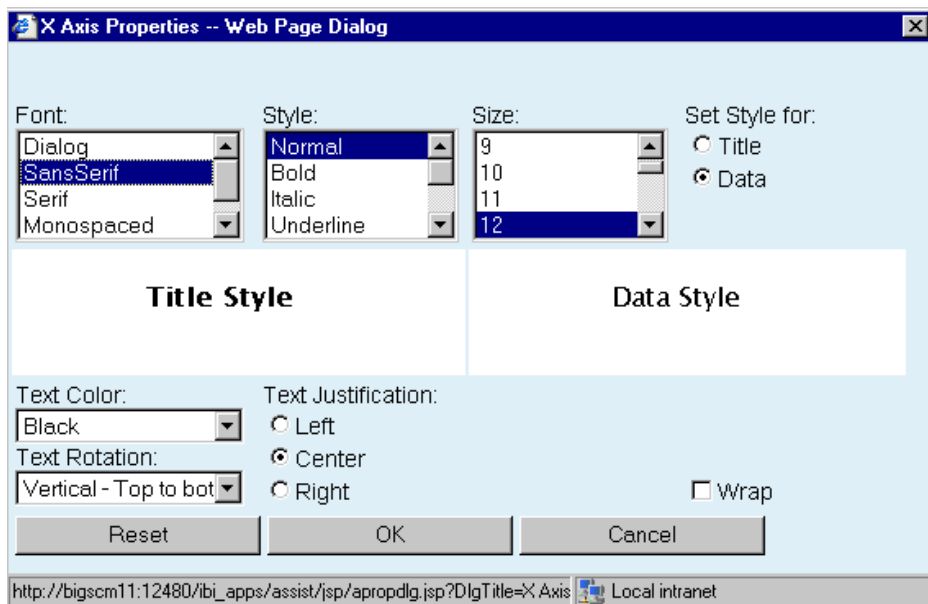 X Axis Properties -- Web Page Dialog
Font: Style: Size: Set Style for:
Dialog Normal 9 Title
SansSerif Bold 10 Data
Serif Italic 11
Monospaced Underline 12
Title Style Data Style
Text Color: Text Justification:
Black Left
Text Rotation: Center
Vertical - Top to bot Right Wrap
Reset OK Cancel
http://bigscm11:12480/ibi_apps/assist/jsp/apropdlg.jsp?DlgTitle=X Axis Local intranet